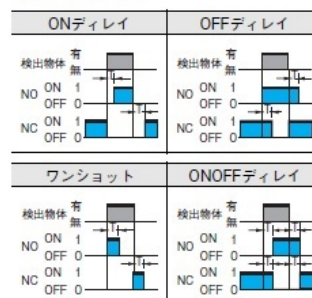 ONディレイ
検出物体 有
無
T
NO ON 1
OFF 0
T
NC ON 1
OFF 0
OFFディレイ
検出物体 有
無
T
NO ON 1
OFF 0
T
NC ON 1
OFF 0
ワンショット
検出物体 有
無
T
NO ON 1
OFF 0
T
NC ON 1
OFF 0
ONOFFディレイ
検出物体 有
無
T T
NO ON 1
OFF 0
T T
NC ON 1
OFF 0